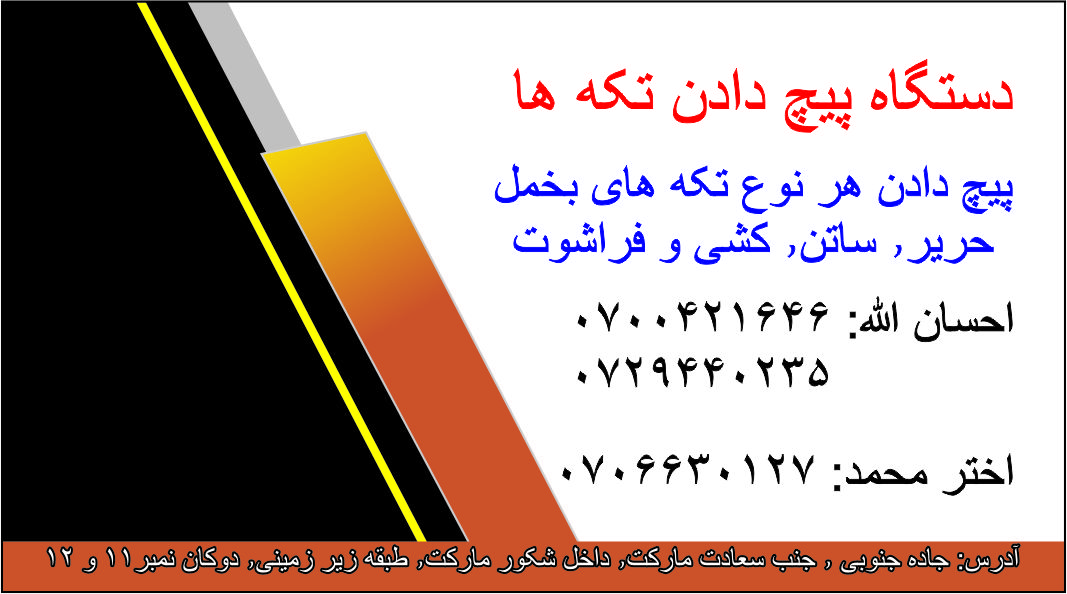 دستگاه پیچ دادن تکه ها
پیچ دادن هر نوع تکه های بخمل
حریر, ساتن, کشی و فراشوت
احسان الله: ۰۷۰۰۴۲۱۶۴۶
۰۷۲۹۴۴۰۲۳۵
اختر محمد: ۰۷۰۶۶۳۰۱۲۷
آدرس: جاده جنوبی , جنب سعادت مارکت, داخل شکور مارکت, طبقه زیر زمینی, دوکان نمبر۱۱ و ۱۲